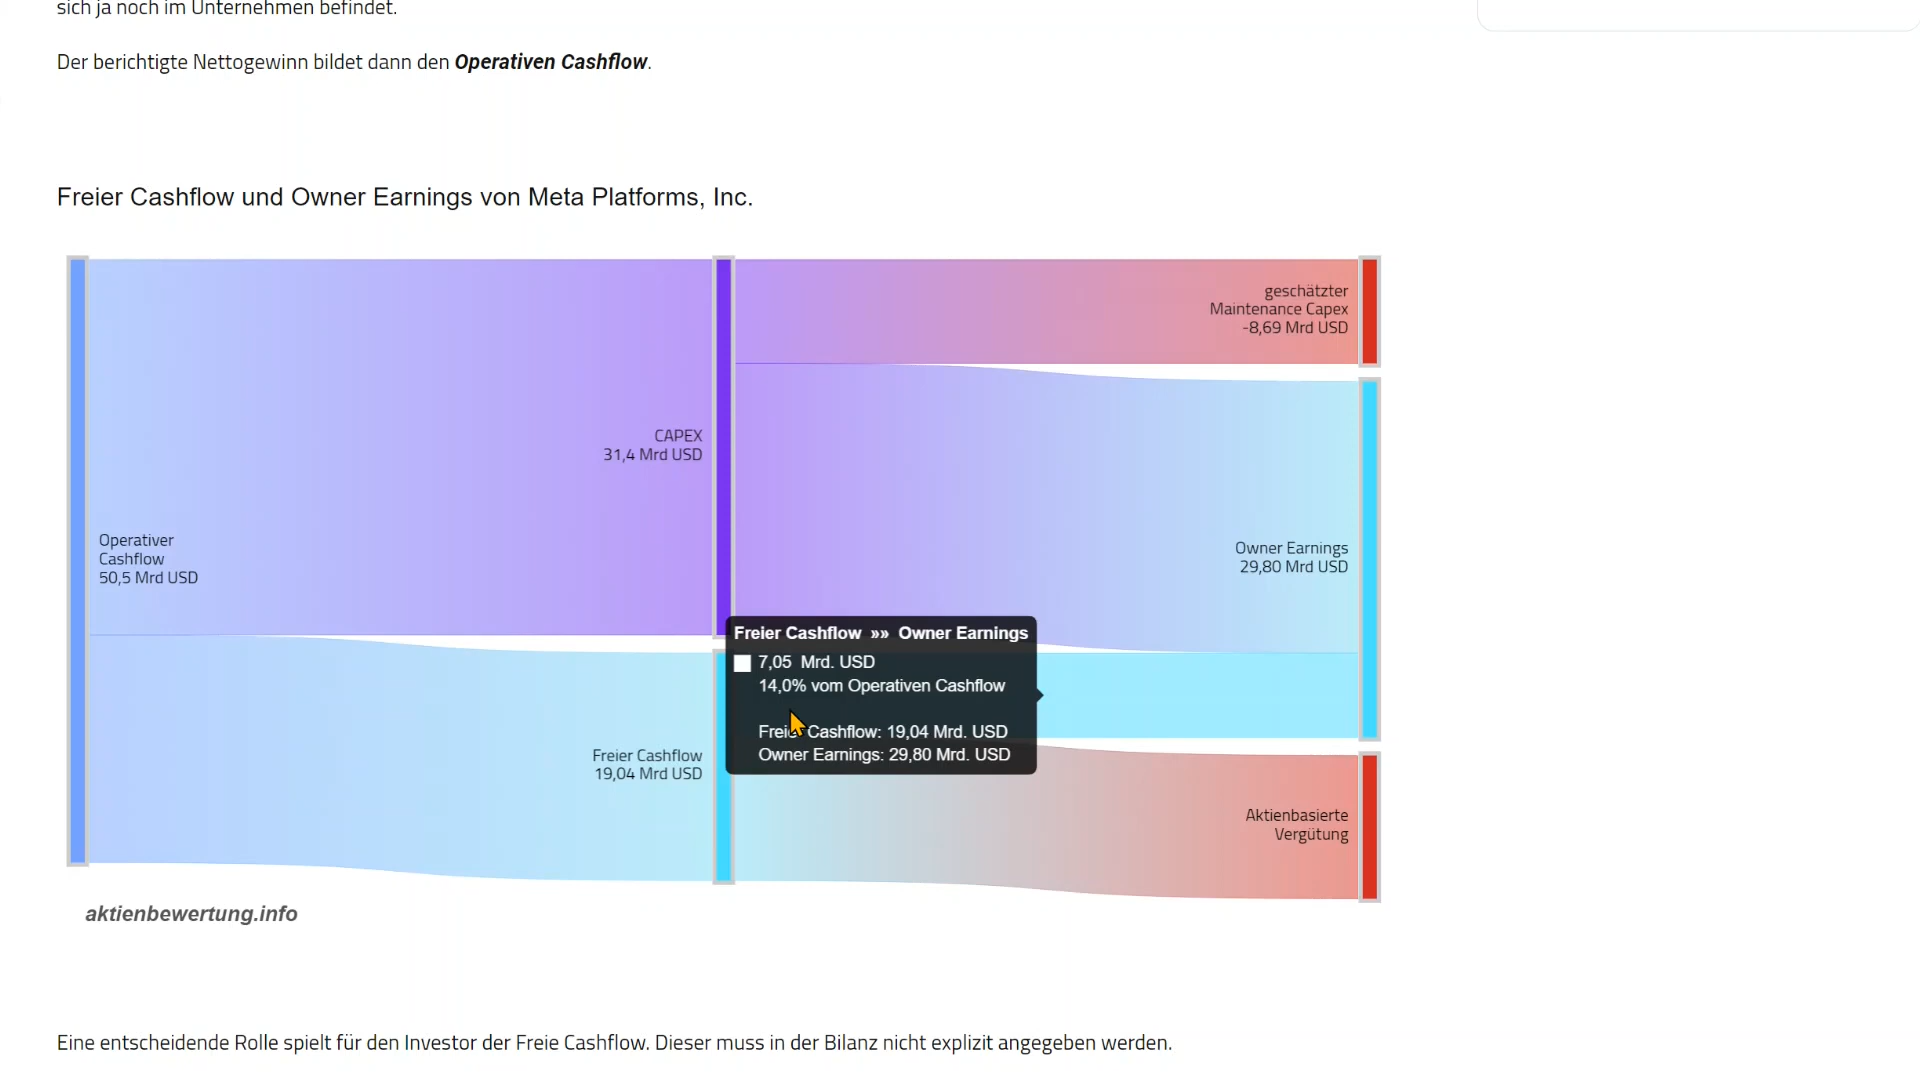 sich ja noch im Unternehmen befindet.
Der berichtigte Nettogewinn bildet dann den Operativen Cashflow.
Freier Cashflow und Owner Earnings von Meta Platforms, Inc.
geschätzter
Maintenance Capex
-8,69 Mrd USD
CAPEX
31,4 Mrd USD
Operativer
Cashflow
50,5 Mrd USD
Owner Earnings
29,80 Mrd USD
Freier Cashflow »» Owner Earnings
7,05 Mrd. USD
14,0% vom Operativen Cashflow
Freier Cashflow: 19,04 Mrd. USD
Owner Earnings: 29,80 Mrd. USD
Freier Cashflow
19,04 Mrd USD
Aktienbasierte
Vergütung
aktienbewertung.info
Eine entscheidende Rolle spielt für den Investor der Freie Cashflow. Dieser muss in der Bilanz nicht explizit angegeben werden.